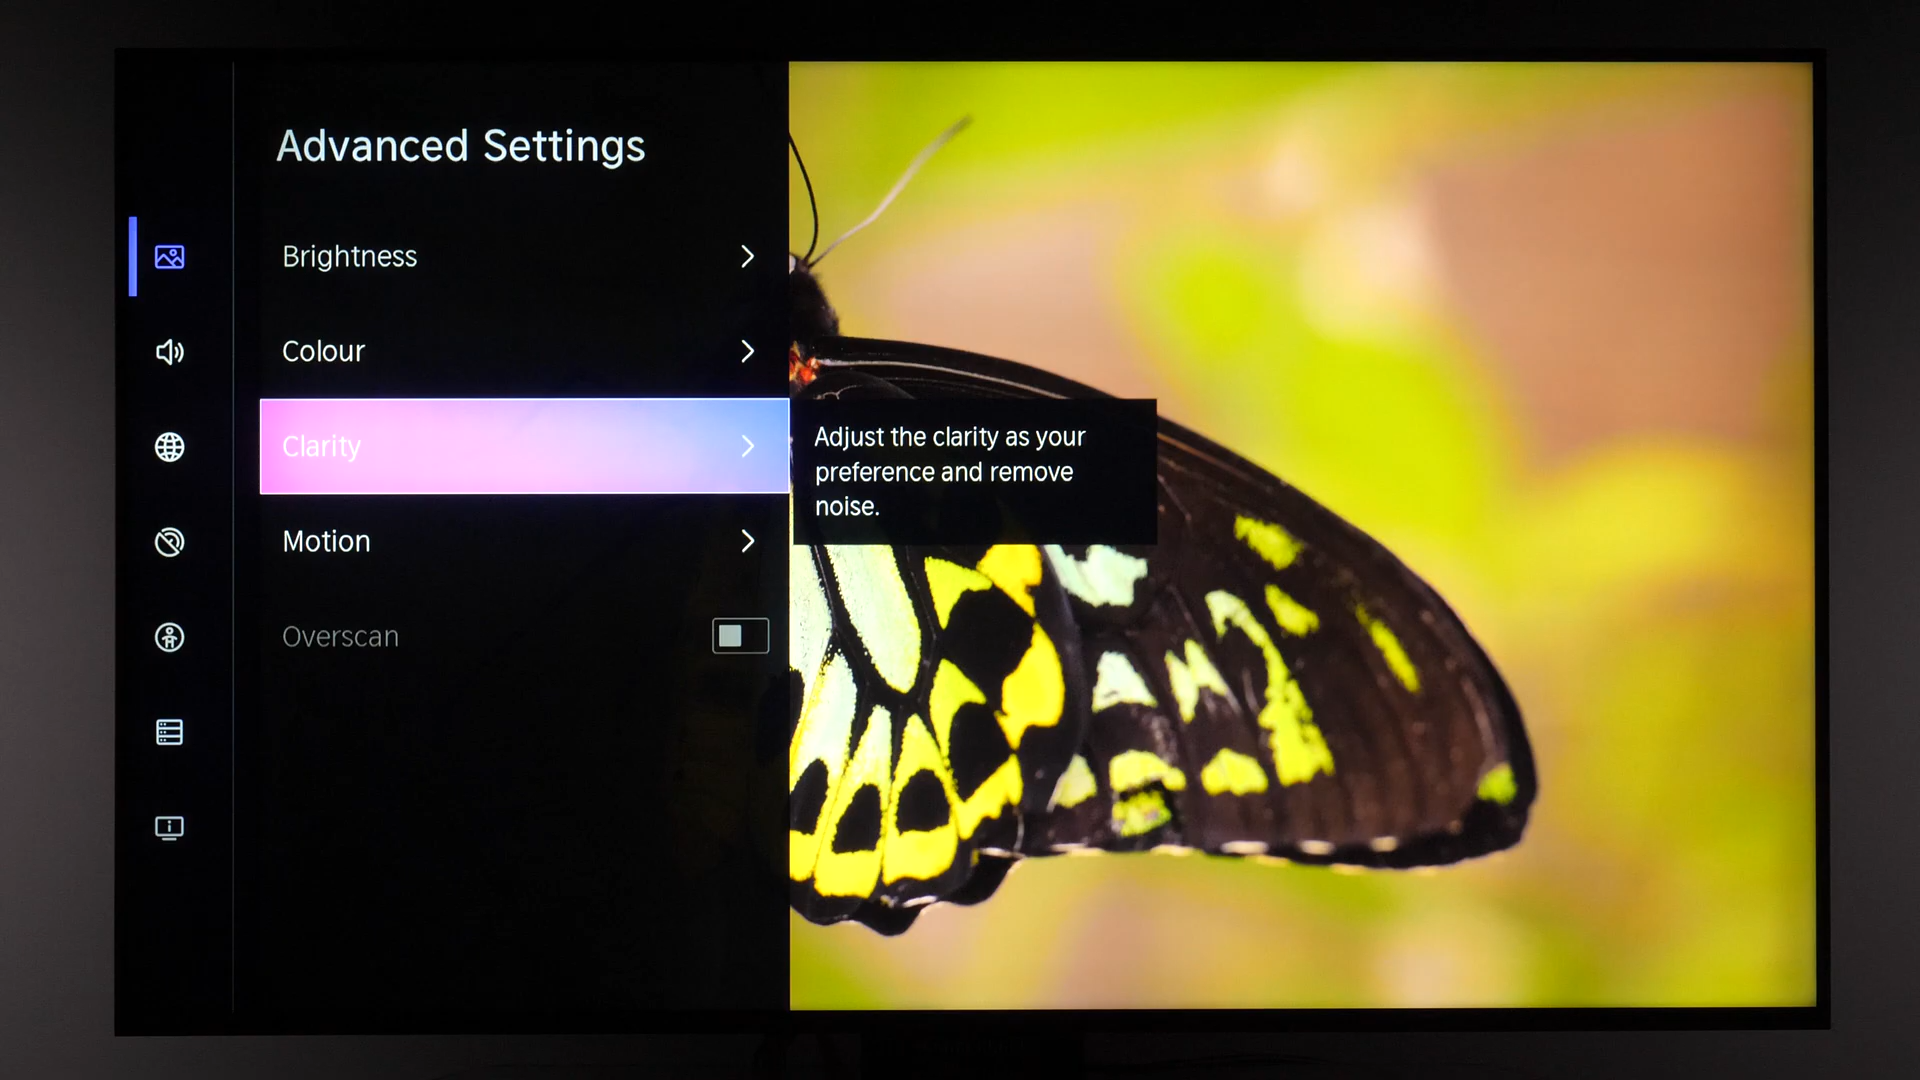 Advanced Settings
Brightness
Colour
Clarity
Adjust the clarity as your
preference and remove
noise.
Motion
Overscan